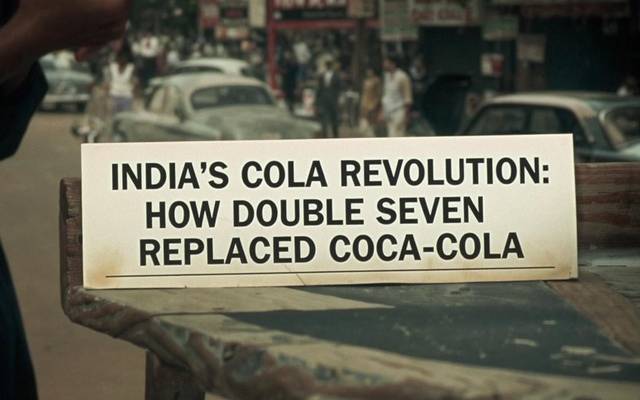 INDIA'S COLA REVOLUTION:
HOW DOUBLE SEVEN
REPLACED COCA-COLA